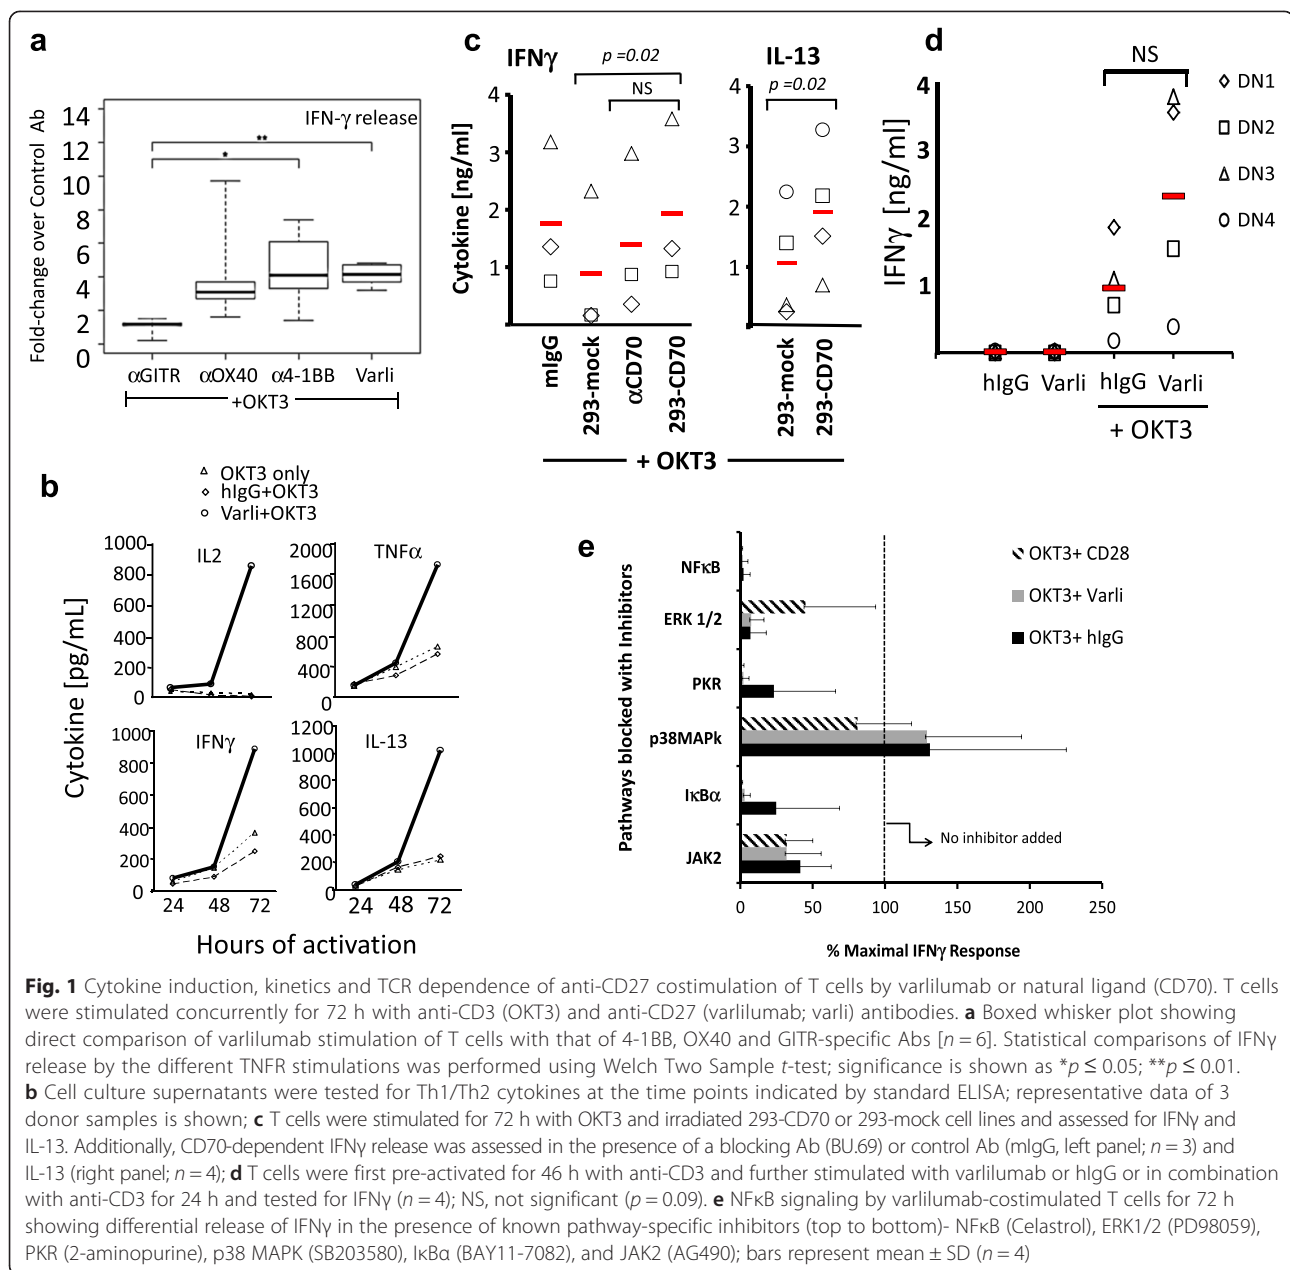 a
Fold-change over Control Ab
14
12
10
8
6
4
2
0
IFN-γ release
**
*
αGITR αOX40 α4-1BB Varli
+OKT3
b
OKT3 only
hIgG+OKT3
Varli+OKT3
Cytokine [pg/mL]
IL2
1000
800
600
400
200
0
TNFα
2000
1600
1200
800
400
0
IFNγ
1000
800
600
400
200
0
IL-13
1200
1000
800
600
400
200
0
24 48 72
24 48 72
Hours of activation
c
IFNγ
p =0.02
NS
Cytokine [ng/ml]
4
3
2
1
mIgG
293-mock
αCD70
293-CD70
IL-13
p =0.02
4
3
2
1
293-mock
293-CD70
+ OKT3
d
NS
IFNγ [ng/ml]
4
3
2
1
DN1
DN2
DN3
DN4
hIgG Varli hIgG Varli
+ OKT3
e
Pathways blocked with Inhibitors
NFκB
ERK 1/2
PKR
p38MAPk
IκBα
JAK2
OKT3+ CD28
OKT3+ Varli
OKT3+ hIgG
No inhibitor added
0 50 100 150 200 250
% Maximal IFNγ Response
Fig. 1 Cytokine induction, kinetics and TCR dependence of anti-CD27 costimulation of T cells by varlilumab or natural ligand (CD70). T cells
were stimulated concurrently for 72 h with anti-CD3 (OKT3) and anti-CD27 (varlilumab; varli) antibodies. a Boxed whisker plot showing
direct comparison of varlilumab stimulation of T cells with that of 4-1BB, OX40 and GITR-specific Abs [n = 6]. Statistical comparisons of IFNγ
release by the different TNFR stimulations was performed using Welch Two Sample t-test; significance is shown as *p ≤ 0.05; **p ≤ 0.01.
b Cell culture supernatants were tested for Th1/Th2 cytokines at the time points indicated by standard ELISA; representative data of 3
donor samples is shown; c T cells were stimulated for 72 h with OKT3 and irradiated 293-CD70 or 293-mock cell lines and assessed for IFNγ and
IL-13. Additionally, CD70-dependent IFNγ release was assessed in the presence of a blocking Ab (BU.69) or control Ab (mIgG, left panel; n = 3) and
IL-13 (right panel; n = 4); d T cells were first pre-activated for 46 h with anti-CD3 and further stimulated with varlilumab or hIgG or in combination
with anti-CD3 for 24 h and tested for IFNγ (n = 4); NS, not significant (p = 0.09). e NFκB signaling by varlilumab-costimulated T cells for 72 h
showing differential release of IFNγ in the presence of known pathway-specific inhibitors (top to bottom)- NFκB (Celastrol), ERK1/2 (PD98059),
PKR (2-aminopurine), p38 MAPK (SB203580), IκBα (BAY11-7082), and JAK2 (AG490); bars represent mean ± SD (n = 4)